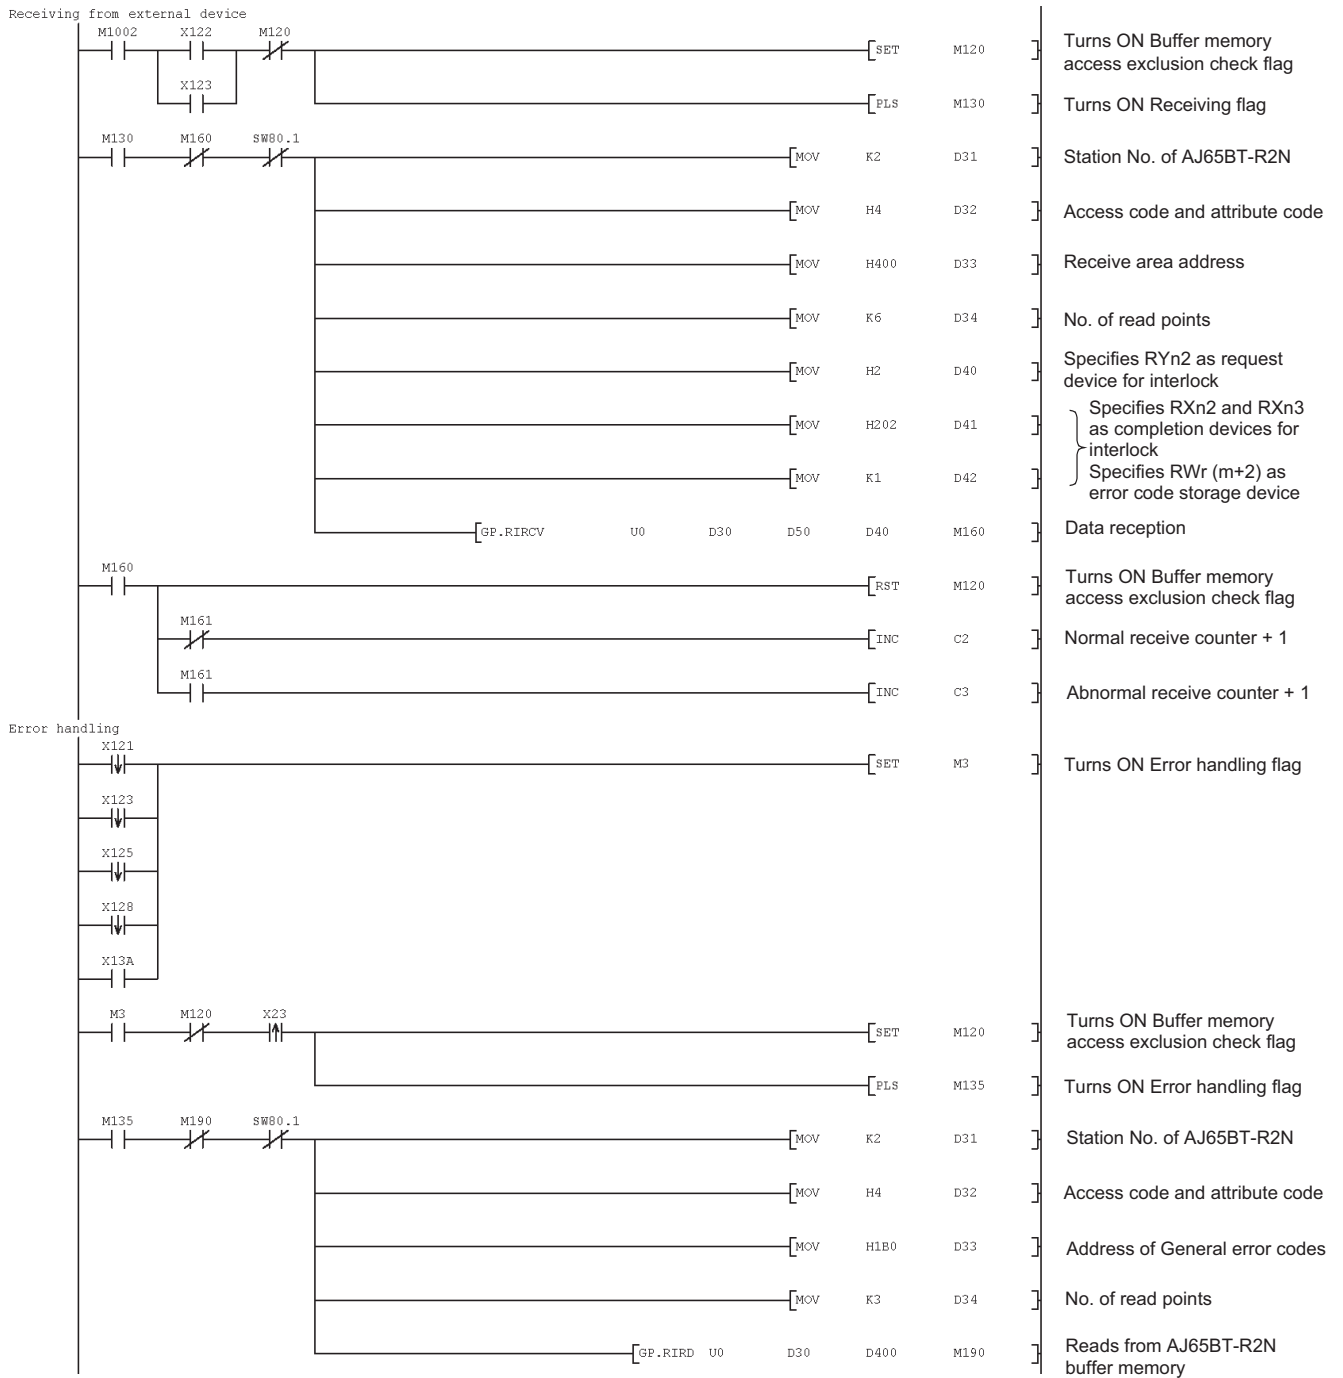 Receiving from external device
M1002 X122 M120
SET M120 Turns ON Buffer memory
access exclusion check flag
X123
PLS M130 Turns ON Receiving flag
M130 M160 SW80.1
MOV K2 D31 Station No. of AJ65BT-R2N
MOV H4 D32 Access code and attribute code
MOV H400 D33 Receive area address
MOV K6 D34 No. of read points
MOV H2 D40 Specifies RYn2 as request
device for interlock
MOV H202 D41 Specifies RXn2 and RXn3
as completion devices for
interlock
MOV K1 D42 Specifies RWr (m+2) as
error code storage device
GP.RIRCV U0 D30 D50 D40 M160 Data reception
M160
RST M120 Turns ON Buffer memory
access exclusion check flag
M161
INC C2 Normal receive counter + 1
M161
INC C3 Abnormal receive counter + 1
Error handling
X121
SET M3 Turns ON Error handling flag
X123
X125
X128
X13A
M3 M120 X23
SET M120 Turns ON Buffer memory
access exclusion check flag
PLS M135 Turns ON Error handling flag
M135 M190 SW80.1
MOV K2 D31 Station No. of AJ65BT-R2N
MOV H4 D32 Access code and attribute code
MOV H1B0 D33 Address of General error codes
MOV K3 D34 No. of read points
GP.RIRD U0 D30 D400 M190 Reads from AJ65BT-R2N
buffer memory